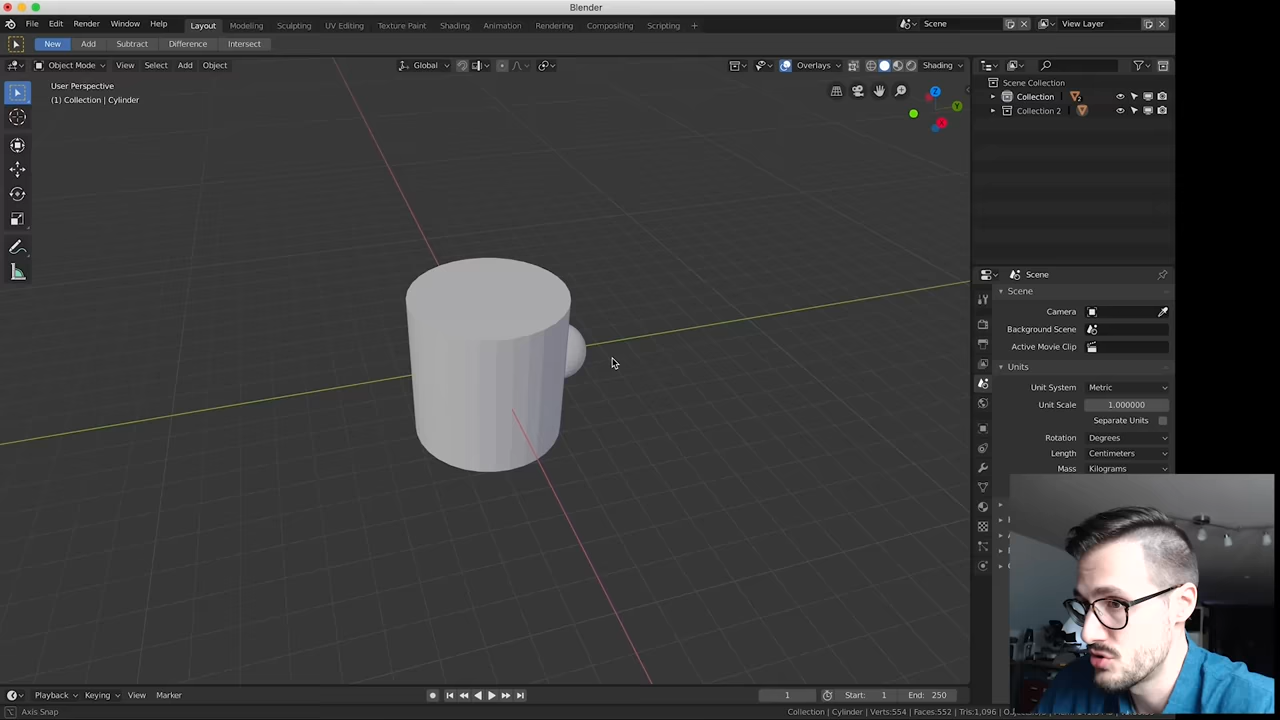 Blender
File Edit Render Window Help Layout Modeling Sculpting UV Editing Texture Paint Shading Animation Rendering Compositing Scripting + Scene View Layer
New Add Subtract Difference Intersect
Object Mode View Select Add Object Global Overlays Shading
User Perspective
(1) Collection | Cylinder
Z
Y
X
Scene Collection
Collection 2
Collection 2
Scene
Scene
Camera
Background Scene
Active Movie Clip
Units
Unit System Metric
Unit Scale 1.000000
Separate Units
Rotation Degrees
Length Centimeters
Mass Kilograms
Playback Keying View Marker 1 Start: 1 End: 250
Axis Snap
Collection | Cylinder | Verts:554 | Faces:552 | Tris:1,096